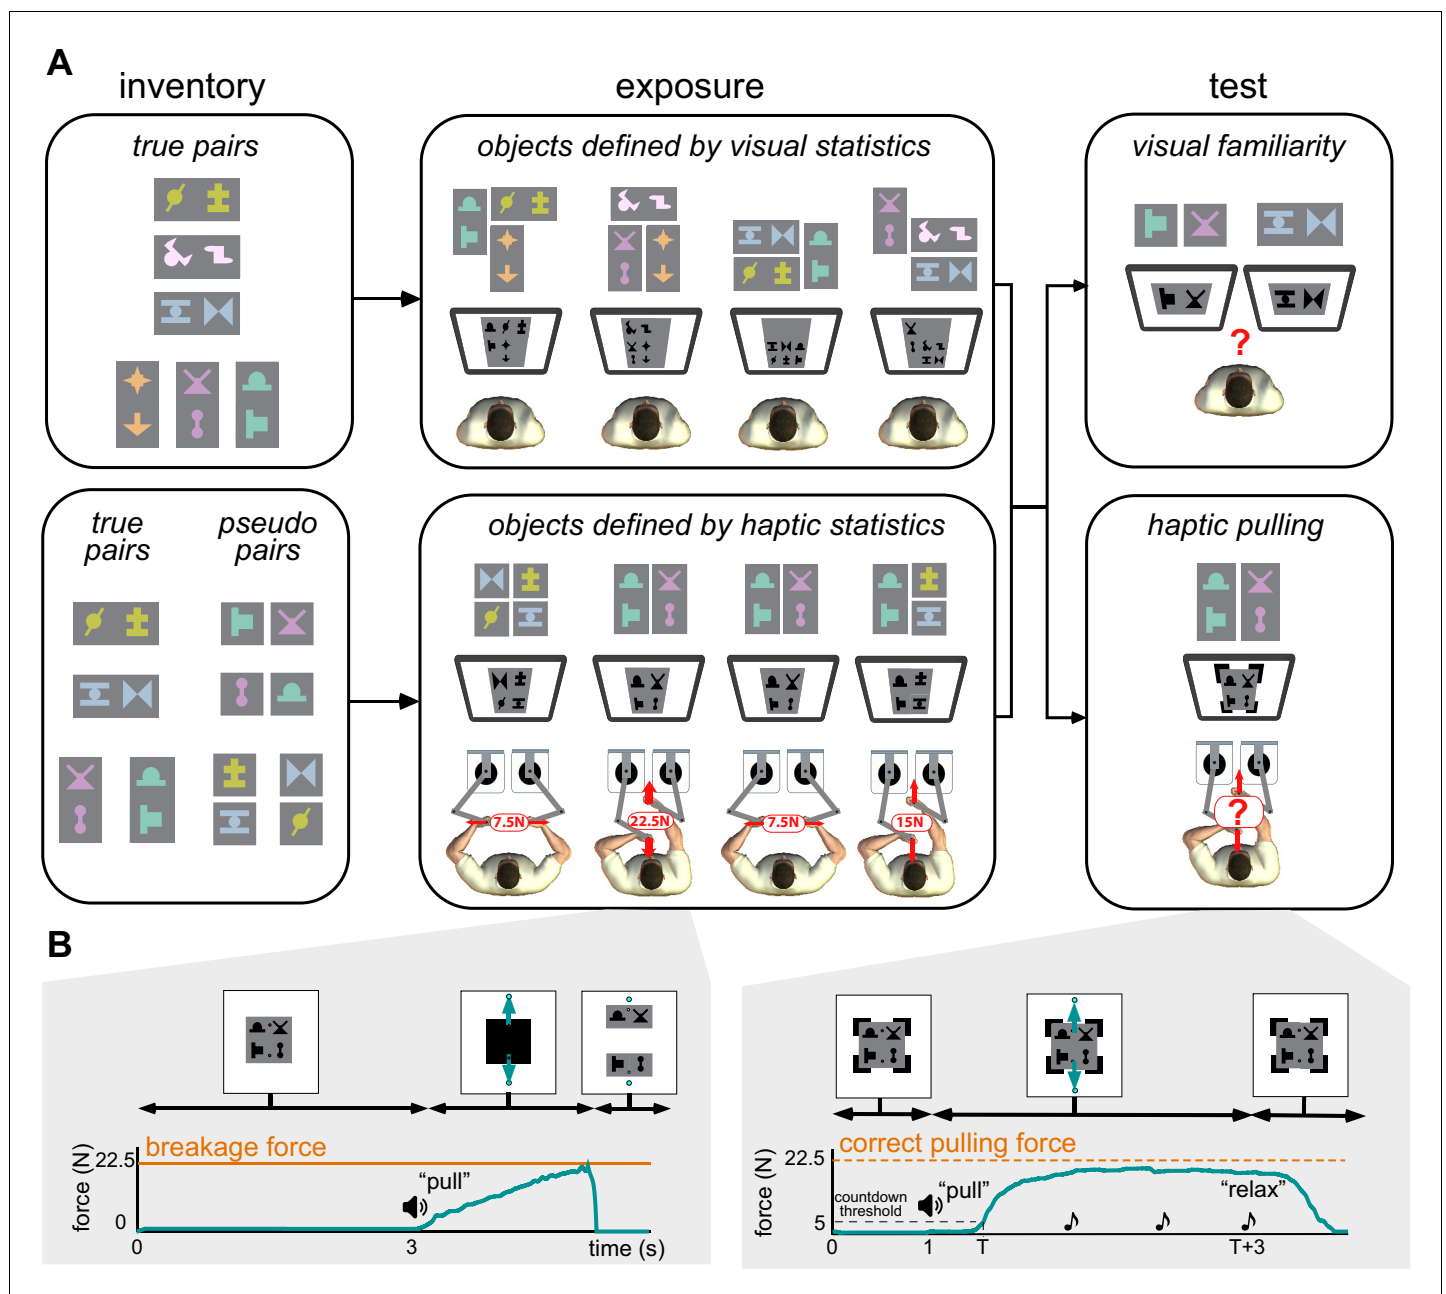 A
inventory
exposure
test
true pairs
objects defined by visual statistics
visual familiarity
?
true
pairs
pseudo
pairs
objects defined by haptic statistics
haptic pulling
7.5N
22.5N
7.5N
15N
?
B
breakage force
22.5
"pull"
force (N)
0
0
3
time (s)
correct pulling force
22.5
countdown
threshold
"pull"
"relax"
force (N)
5
0
1
T
T+3